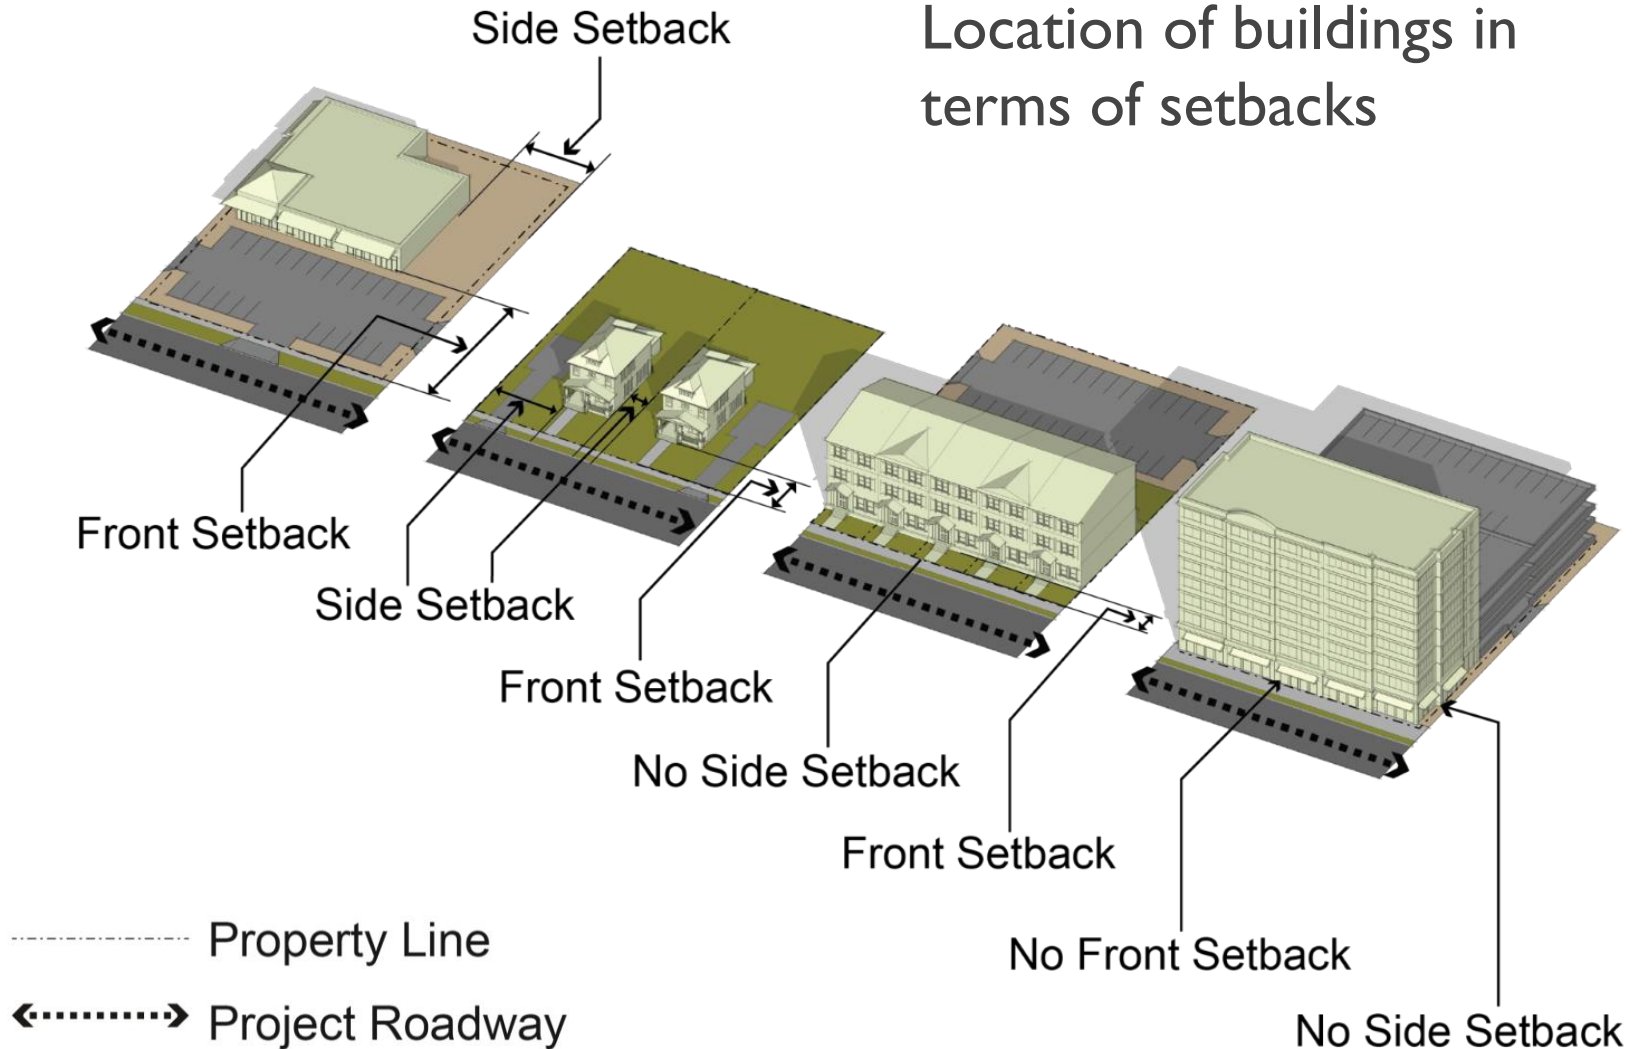 Location of buildings in
terms of setbacks
Side Setback
Front Setback
Side Setback
Front Setback
No Side Setback
Front Setback
No Front Setback
No Side Setback
Property Line
Project Roadway